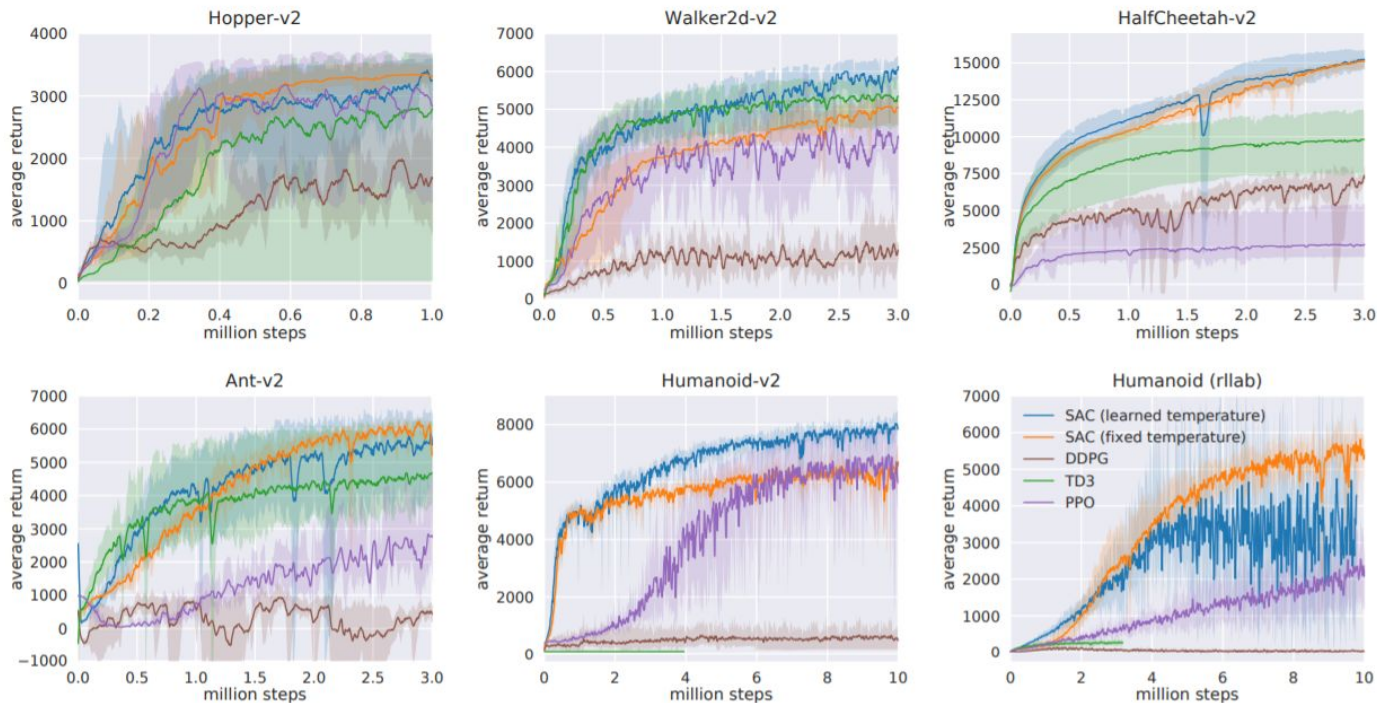 Hopper-v2
4000
3000
2000
1000
0
average return
0.0 0.2 0.4 0.6 0.8 1.0
million steps
Walker2d-v2
7000
6000
5000
4000
3000
2000
1000
0
average return
0.0 0.5 1.0 1.5 2.0 2.5 3.0
million steps
HalfCheetah-v2
15000
12500
10000
7500
5000
2500
0
average return
0.0 0.5 1.0 1.5 2.0 2.5 3.0
million steps
Ant-v2
7000
6000
5000
4000
3000
2000
1000
0
−1000
average return
0.0 0.5 1.0 1.5 2.0 2.5 3.0
million steps
Humanoid-v2
8000
6000
4000
2000
0
average return
0 2 4 6 8 10
million steps
Humanoid (rllab)
7000
6000
5000
4000
3000
2000
1000
0
average return
SAC (learned temperature)
SAC (fixed temperature)
DDPG
TD3
PPO
0 2 4 6 8 10
million steps